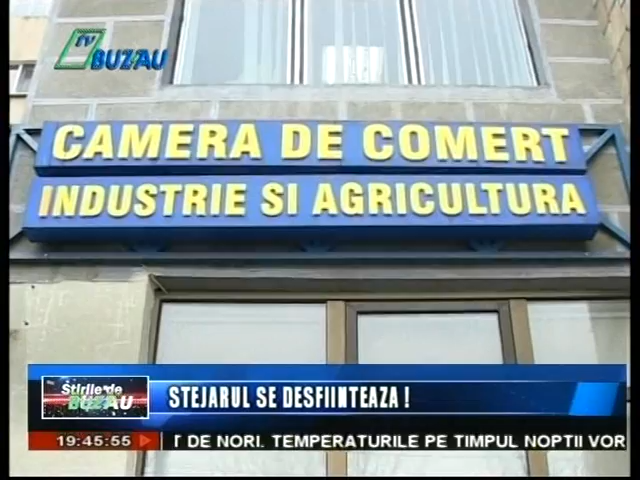 TV
BUZAU
CAMERA DE COMERT
INDUSTRIE SI AGRICULTURA
Stirile de
BUZAU
STEJARUL SE DESFIINTEAZA !
19:45:55
T DE NORI. TEMPERATURILE PE TIMPUL NOPTII VOR